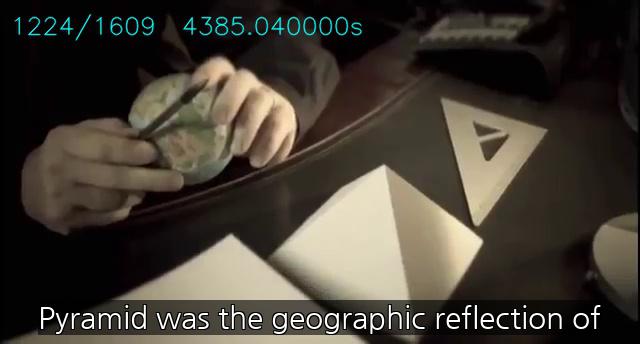 1224/1609 4385.040000s
Pyramid was the geographic reflection of